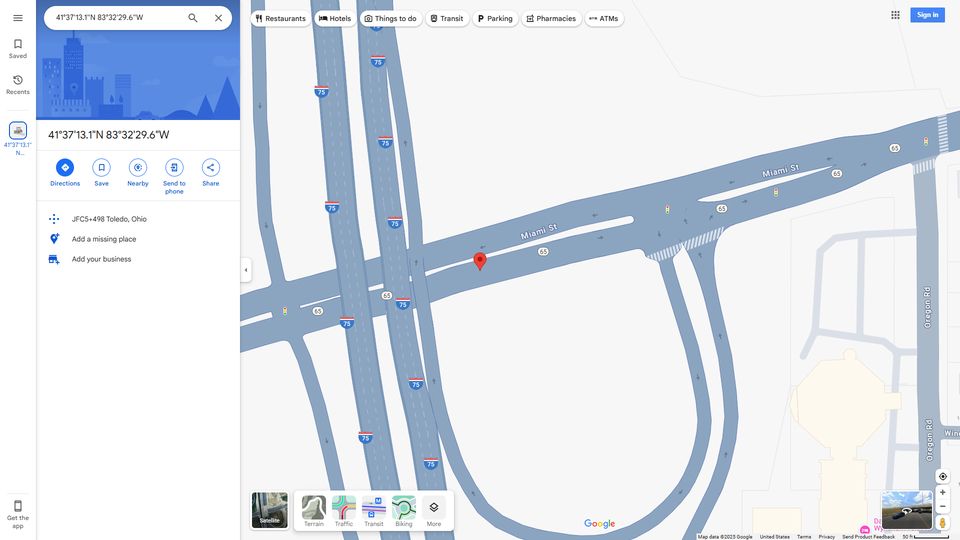 41°37'13.1"N 83°32'29.6"W
Restaurants
Hotels
Things to do
Transit
Parking
Pharmacies
ATMs
Sign in
Saved
Recents
41°37'13.1"
N...
41°37'13.1"N 83°32'29.6"W
Directions
Save
Nearby
Send to
phone
Share
JFC5+498 Toledo, Ohio
Add a missing place
Add your business
75
75
75
75
75
75
75
75
75
75
65
65
65
65
65
65
Miami St
Miami St
Oregon Rd
Oregon Rd
Get the
app
Satellite
Terrain
Traffic
Transit
Biking
More
Google
Map data ©2025 Google
United States
Terms
Privacy
Send Product Feedback
50 ft